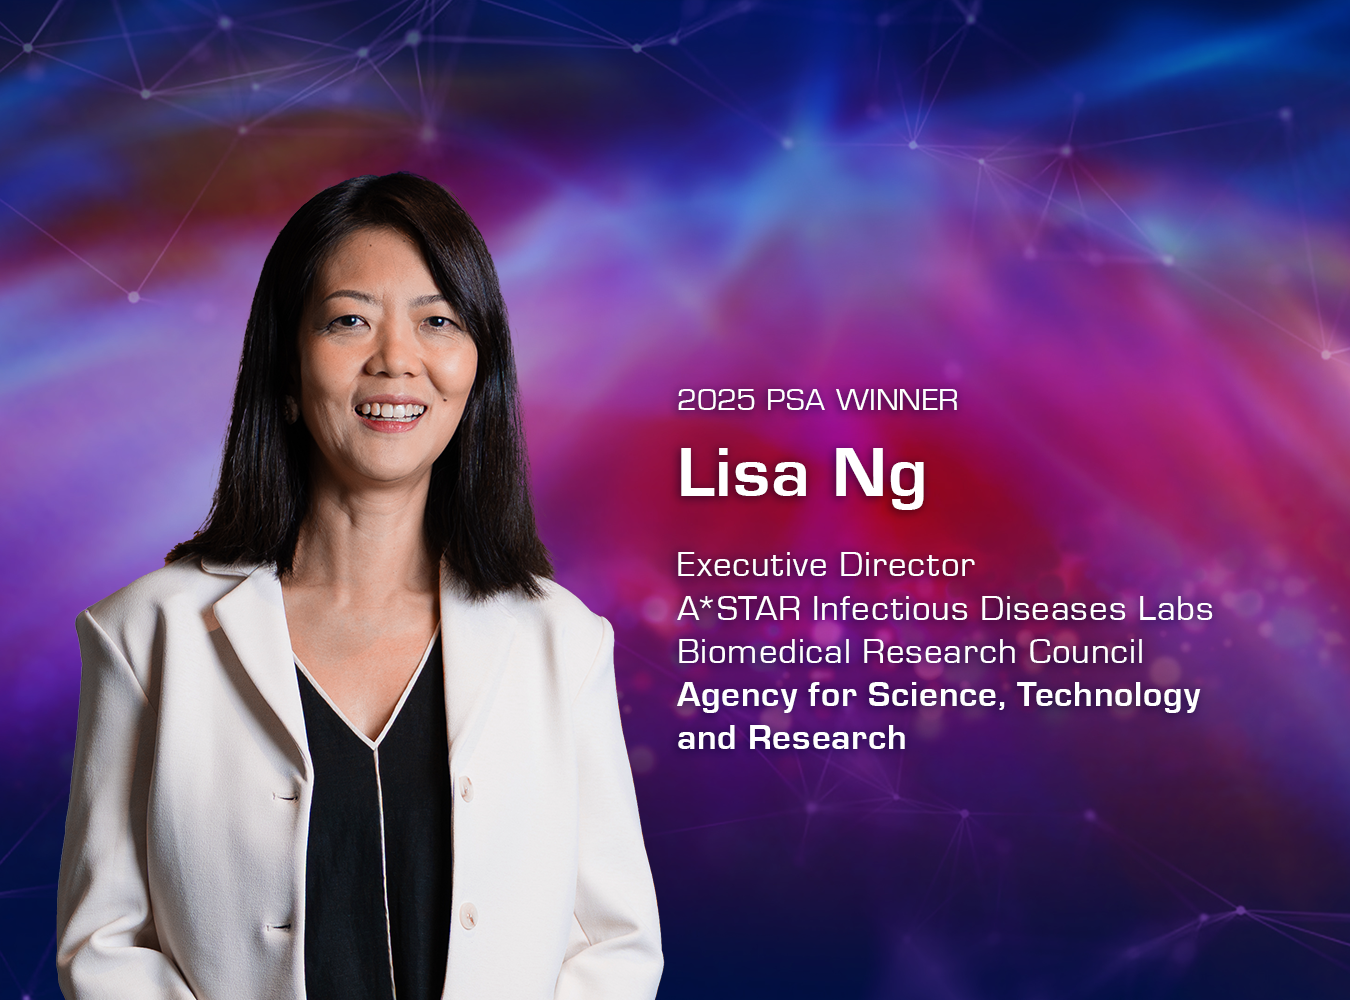 2025 PSA WINNER
Lisa Ng
Executive Director
A*STAR Infectious Diseases Labs
Biomedical Research Council
Agency for Science, Technology
and Research